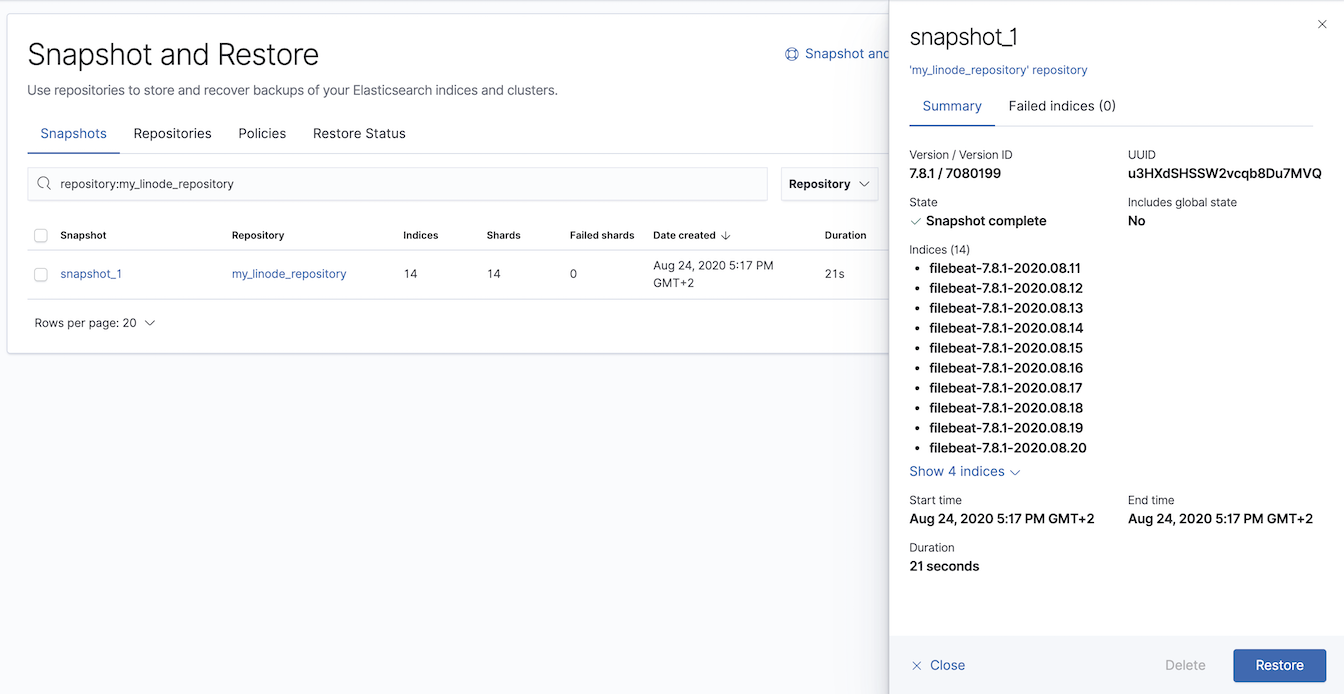 Snapshot and Restore
Snapshot and
Use repositories to store and recover backups of your Elasticsearch indices and clusters.
Snapshots Repositories Policies Restore Status
repository:my_linode_repository
Repository
Snapshot Repository Indices Shards Failed shards Date created Duration
snapshot_1 my_linode_repository 14 14 0 Aug 24, 2020 5:17 PM 21s
GMT+2
Rows per page: 20
snapshot_1
'my_linode_repository' repository
Summary Failed indices (0)
Version / Version ID UUID
7.8.1 / 7080199 u3HXdSHSSW2vcqb8Du7MVQ
State Includes global state
Snapshot complete No
Indices (14)
• filebeat-7.8.1-2020.08.11
• filebeat-7.8.1-2020.08.12
• filebeat-7.8.1-2020.08.13
• filebeat-7.8.1-2020.08.14
• filebeat-7.8.1-2020.08.15
• filebeat-7.8.1-2020.08.16
• filebeat-7.8.1-2020.08.17
• filebeat-7.8.1-2020.08.18
• filebeat-7.8.1-2020.08.19
• filebeat-7.8.1-2020.08.20
Show 4 indices
Start time End time
Aug 24, 2020 5:17 PM GMT+2 Aug 24, 2020 5:17 PM GMT+2
Duration
21 seconds
Close Delete Restore